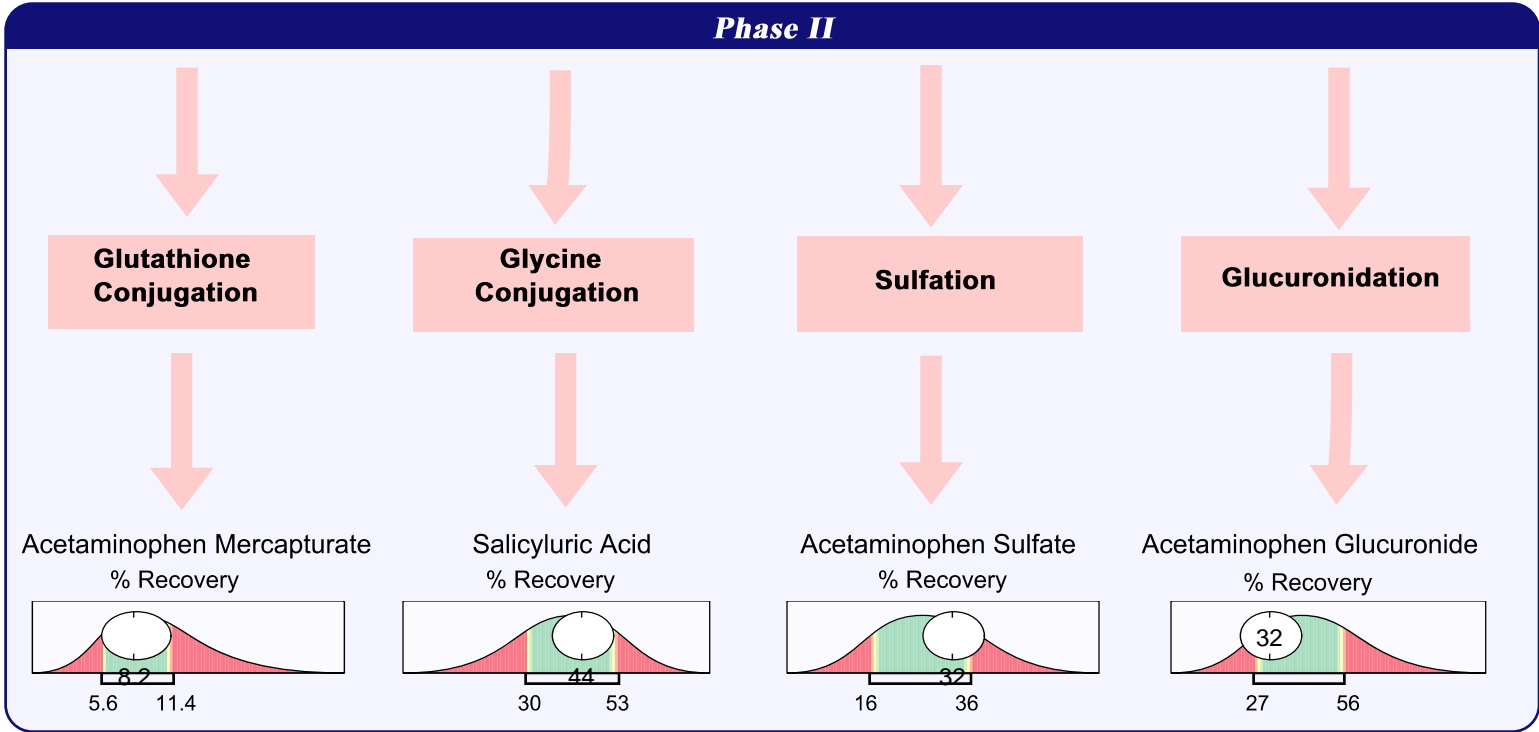 Phase II
Glutathione
Conjugation
Glycine
Conjugation
Sulfation
Glucuronidation
Acetaminophen Mercapturate
% Recovery
8.2
5.6
11.4
Salicyluric Acid
% Recovery
44
30
53
Acetaminophen Sulfate
% Recovery
32
16
36
Acetaminophen Glucuronide
% Recovery
32
27
56